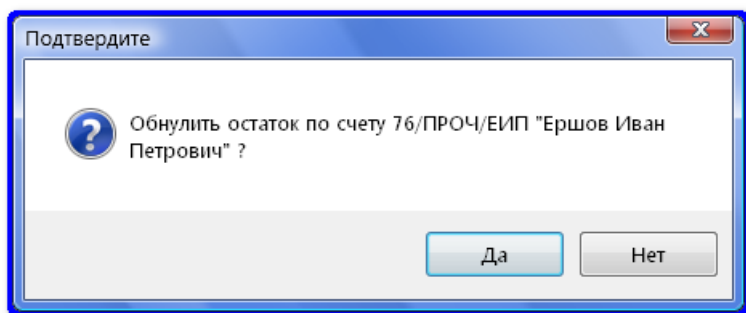 Подтвердите
Обнулить остаток по счету 76/ПРОЧ/ЕИП "Ершов Иван
Петрович" ?
Да
Нет